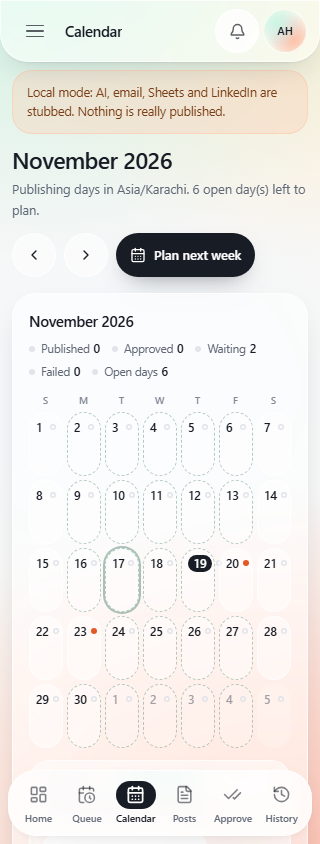 Calendar
AH
Local mode: AI, email, Sheets and LinkedIn are
stubbed. Nothing is really published.
November 2026
Publishing days in Asia/Karachi. 6 open day(s) left to
plan.
Plan next week
November 2026
Published 0 Approved 0 Waiting 2
Failed 0 Open days 6
S M T W T F S
1 2 3 4 5 6 7
8 9 10 11 12 13 14
15 16 17 18 19 20 21
22 23 24 25 26 27 28
29 30 1 2 3 4 5
Home Queue Calendar Posts Approve History